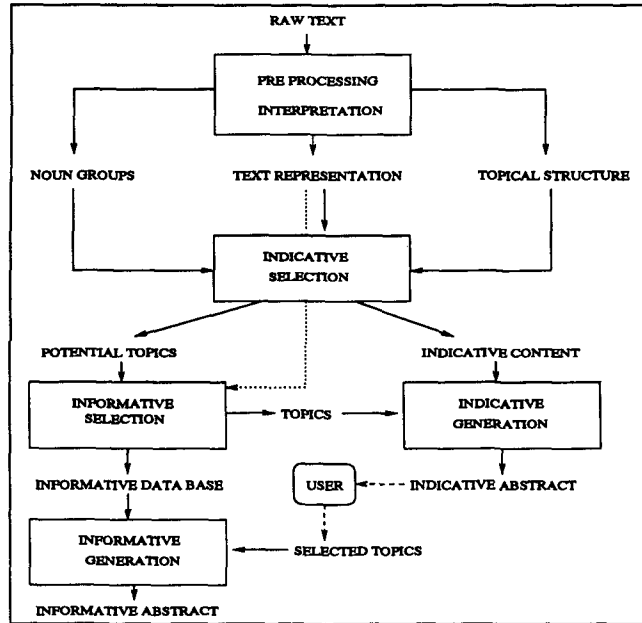 RAW TEXT
PRE PROCESSING
INTERPRETATION
NOUN GROUPS
TEXT REPRESENTATION
TOPICAL STRUCTURE
INDICATIVE
SELECTION
POTENTIAL TOPICS
INDICATIVE CONTENT
INFORMATIVE
SELECTION
TOPICS
INDICATIVE
GENERATION
INFORMATIVE DATA BASE
USER
INDICATIVE ABSTRACT
INFORMATIVE
GENERATION
SELECTED TOPICS
INFORMATIVE ABSTRACT